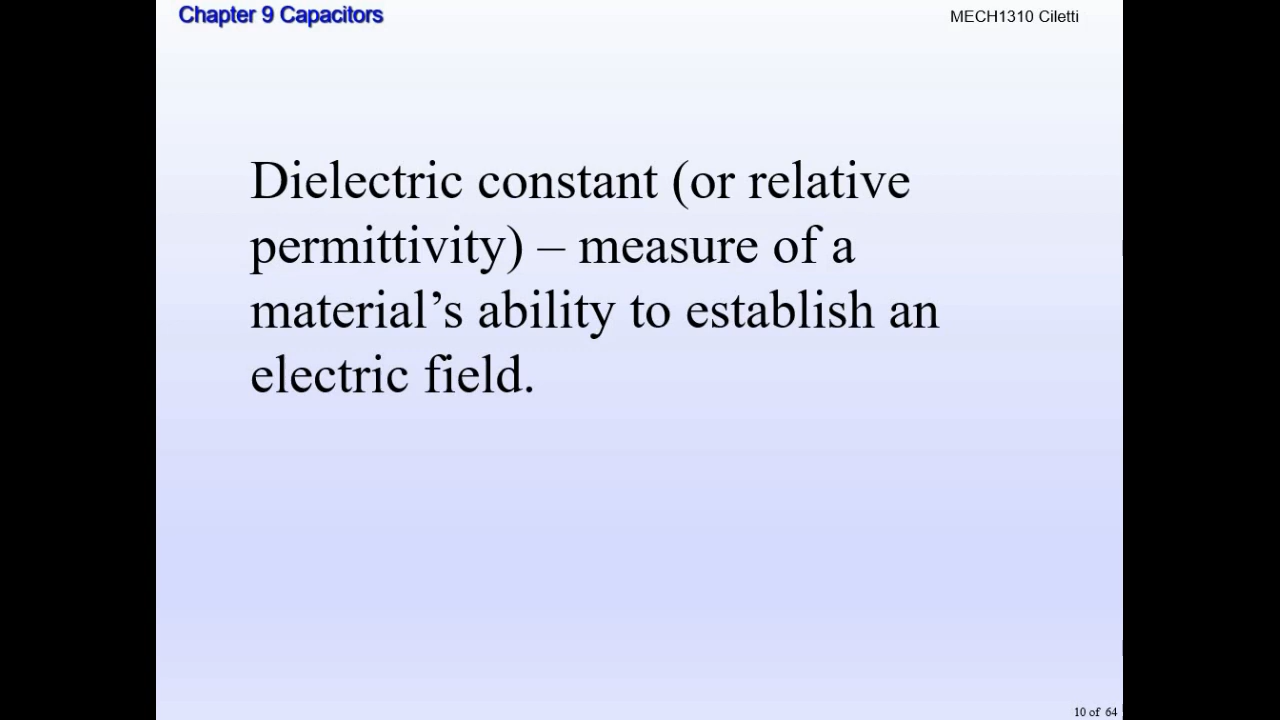 Chapter 9 Capacitors
MECH1310 Ciletti
Dielectric constant (or relative
permittivity) – measure of a
material’s ability to establish an
electric field.
10 of 64